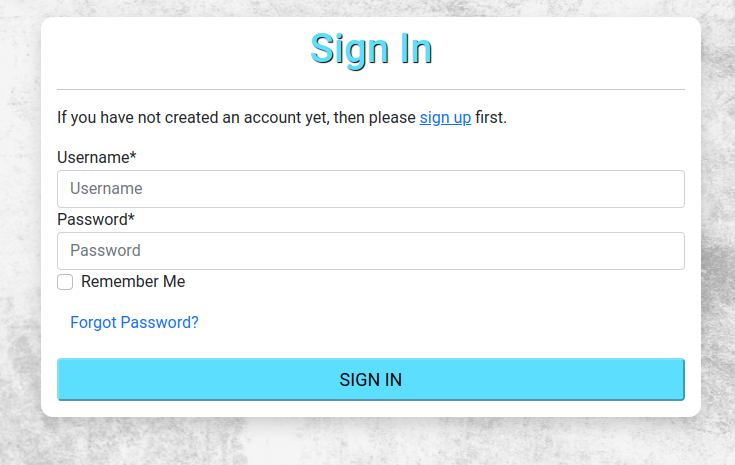 Sign In
If you have not created an account yet, then please sign up first.
Username*
Username
Password*
Password
Remember Me
Forgot Password?
SIGN IN